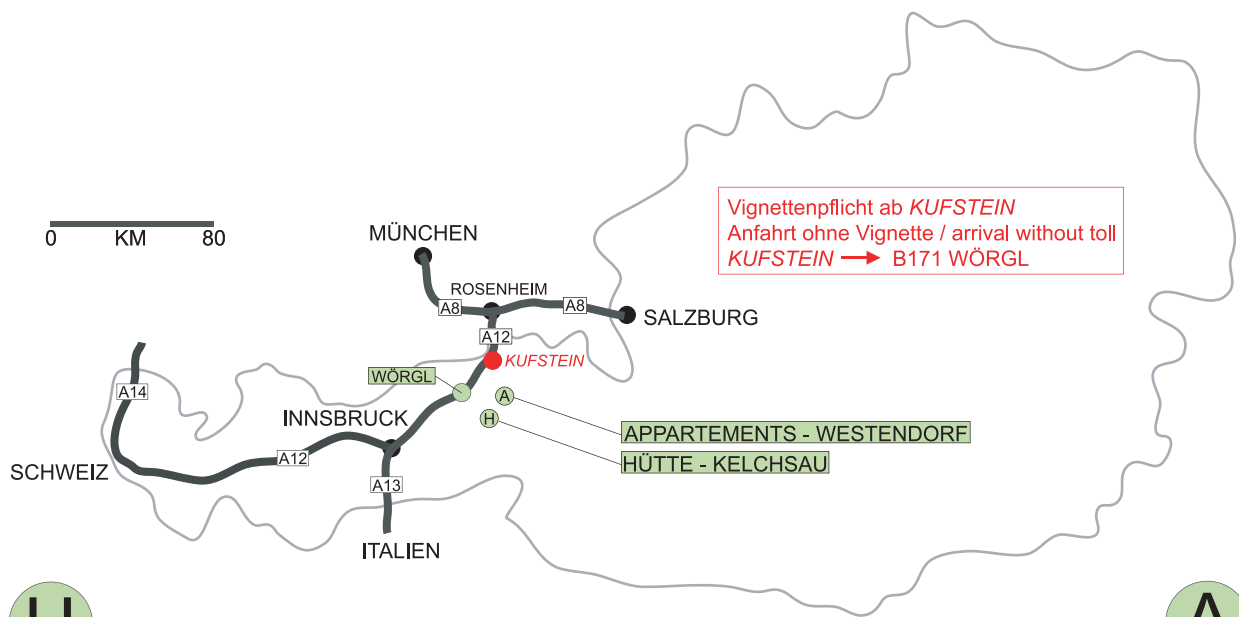 Vignettenpflicht ab KUFSTEIN
Anfahrt ohne Vignette / arrival without toll
KUFSTEIN → B171 WÖRGL
0 KM 80
MÜNCHEN
ROSENHEIM
A8
A8
SALZBURG
A12
KUFSTEIN
WÖRGL
A14
A
INNSBRUCK
H
APPARTEMENTS - WESTENDORF
HÜTTE - KELCHSAU
SCHWEIZ
A12
A13
ITALIEN
H
A